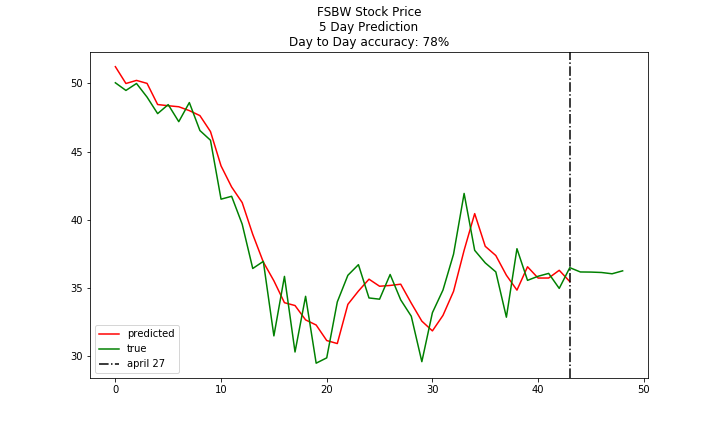 FSBW Stock Price
5 Day Prediction
Day to Day accuracy: 78%
50
45
40
35
30
predicted
true
april 27
0 10 20 30 40 50